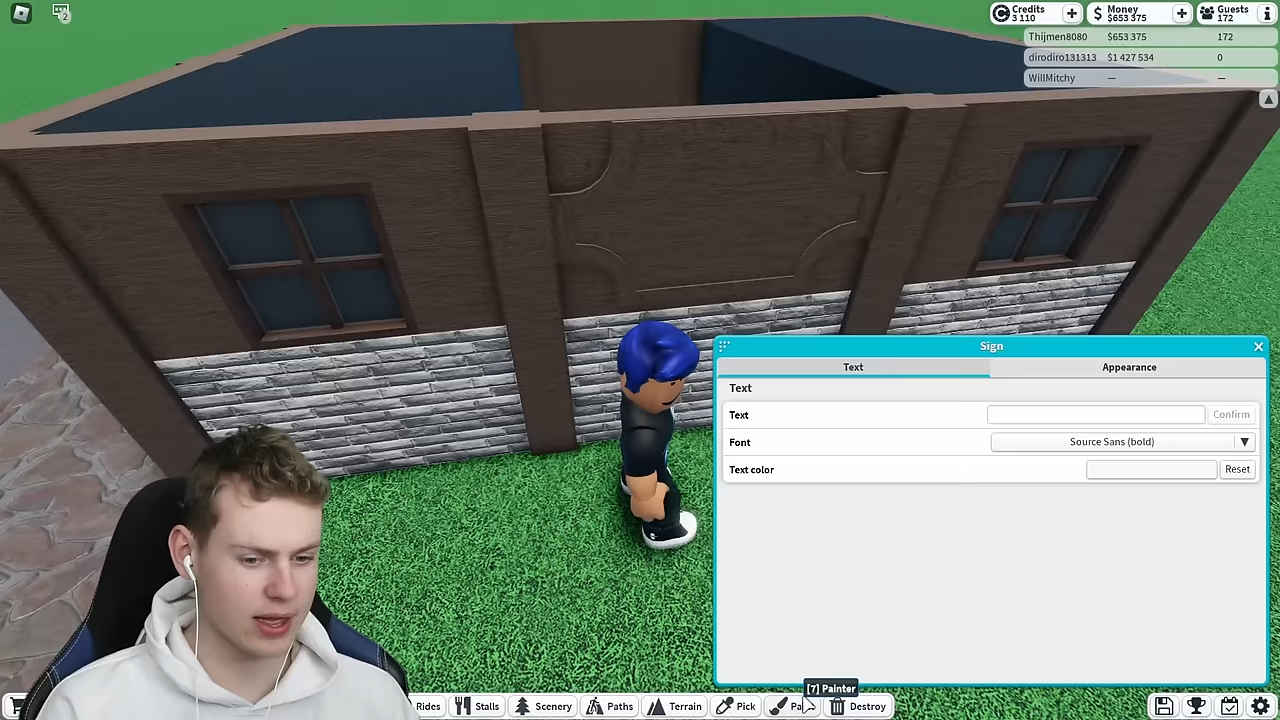 2
Credits
3 110
Money
$653 375
Guests
172
Thijmen8080 $653 375 172
dirodiro131313 $1 427 534 0
WillMitchy — —
Sign
Text Appearance
Text
Text Confirm
Font Source Sans (bold)
Text color Reset
[7] Painter
Rides Stalls Scenery Paths Terrain Pick Destroy